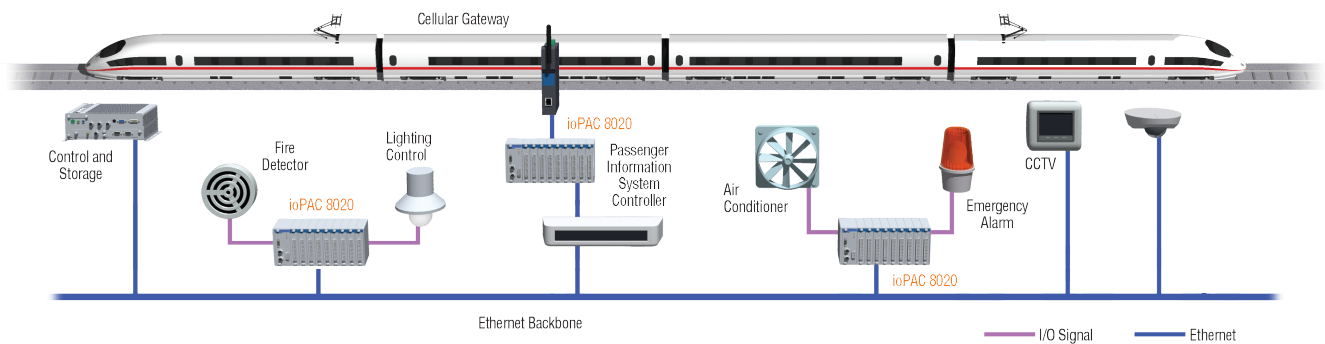 Cellular Gateway
Control and
Storage
Fire
Detector
ioPAC 8020
Lighting
Control
ioPAC 8020
Passenger
Information
System
Controller
Air
Conditioner
Emergency
Alarm
ioPAC 8020
CCTV
Ethernet Backbone
I/O Signal
Ethernet